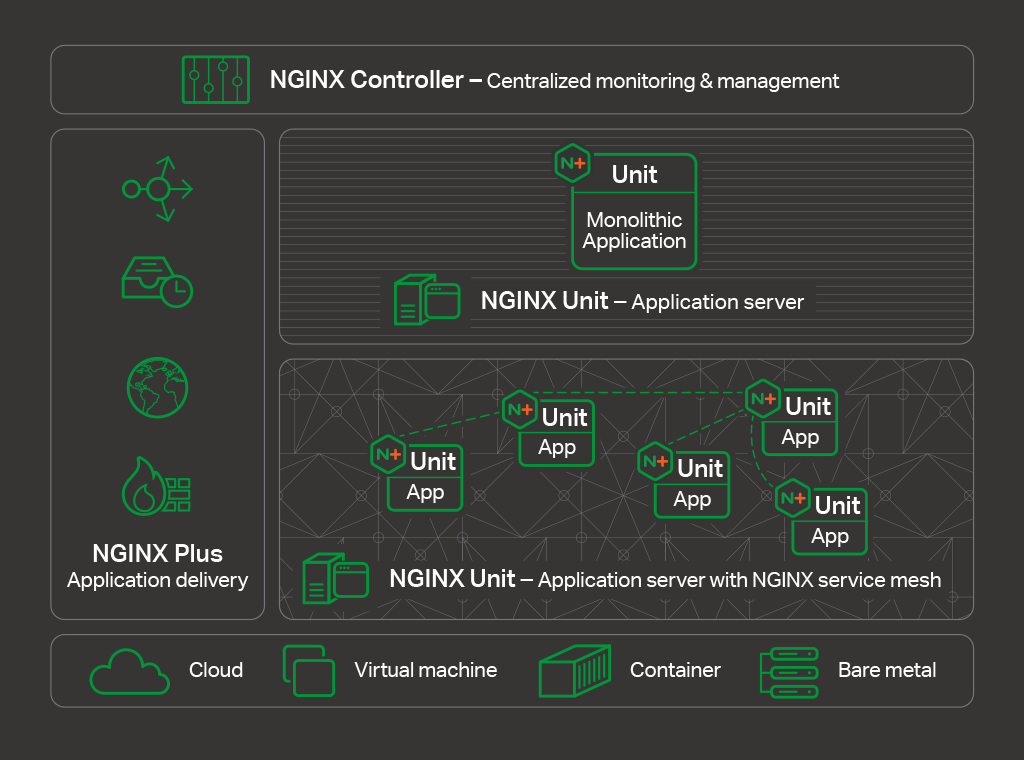 NGINX Controller – Centralized monitoring & management
N+
Unit
Monolithic
Application
NGINX Unit – Application server
NGINX Plus
Application delivery
N+ Unit
App
N+ Unit
App
N+ Unit
App
N+ Unit
App
N+ Unit
App
NGINX Unit – Application server with NGINX service mesh
Cloud
Virtual machine
Container
Bare metal